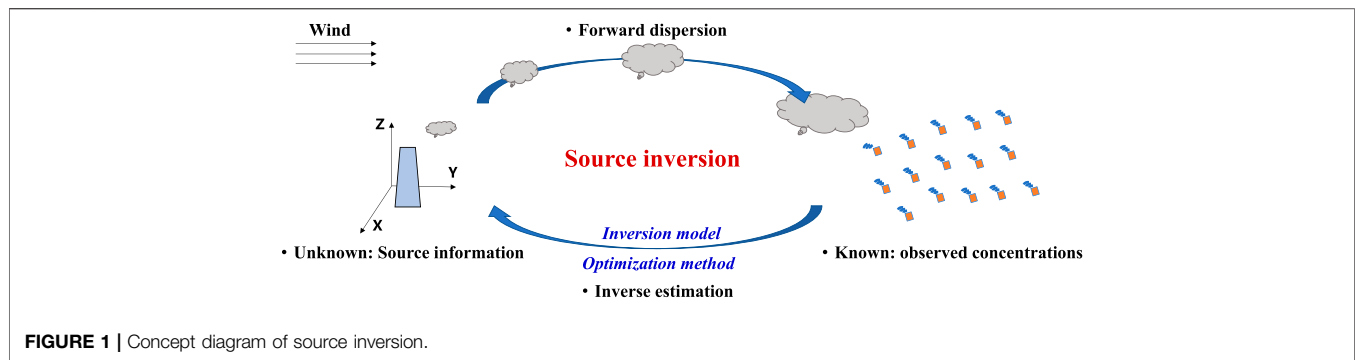 Wind
• Forward dispersion
Z
Y
X
Source inversion
Inversion model
Optimization method
• Unknown: Source information
• Known: observed concentrations
• Inverse estimation
FIGURE 1 | Concept diagram of source inversion.